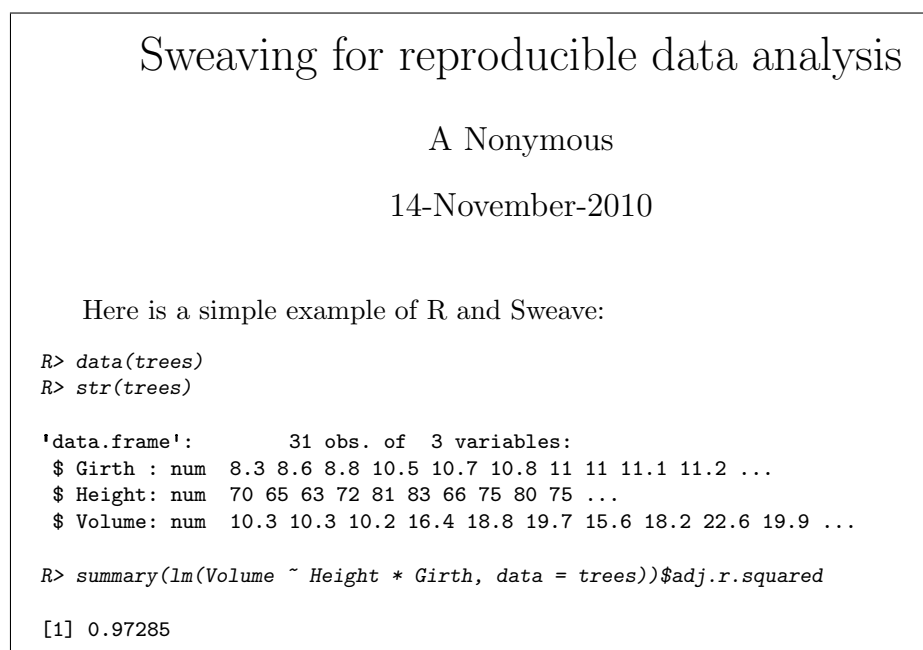 Sweaving for reproducible data analysis
A Nonymous
14-November-2010
Here is a simple example of R and Sweave:
R> data(trees)
R> str(trees)
'data.frame':       31 obs. of  3 variables:
 $ Girth : num  8.3 8.6 8.8 10.5 10.7 10.8 11 11 11.1 11.2 ...
 $ Height: num  70 65 63 72 81 83 66 75 80 75 ...
 $ Volume: num  10.3 10.3 10.2 16.4 18.8 19.7 15.6 18.2 22.6 19.9 ...
R> summary(lm(Volume ~ Height * Girth, data = trees))$adj.r.squared
[1] 0.97285